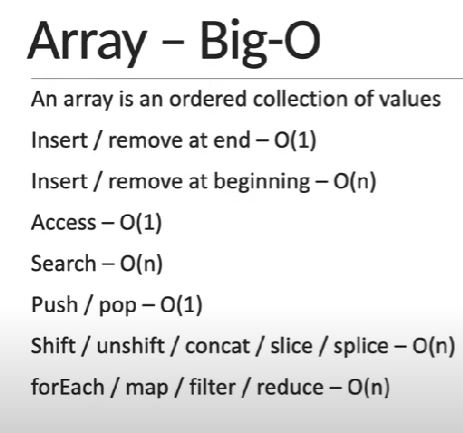 Array – Big-O
An array is an ordered collection of values
Insert / remove at end – O(1)
Insert / remove at beginning – O(n)
Access – O(1)
Search – O(n)
Push / pop – O(1)
Shift / unshift / concat / slice / splice – O(n)
forEach / map / filter / reduce – O(n)